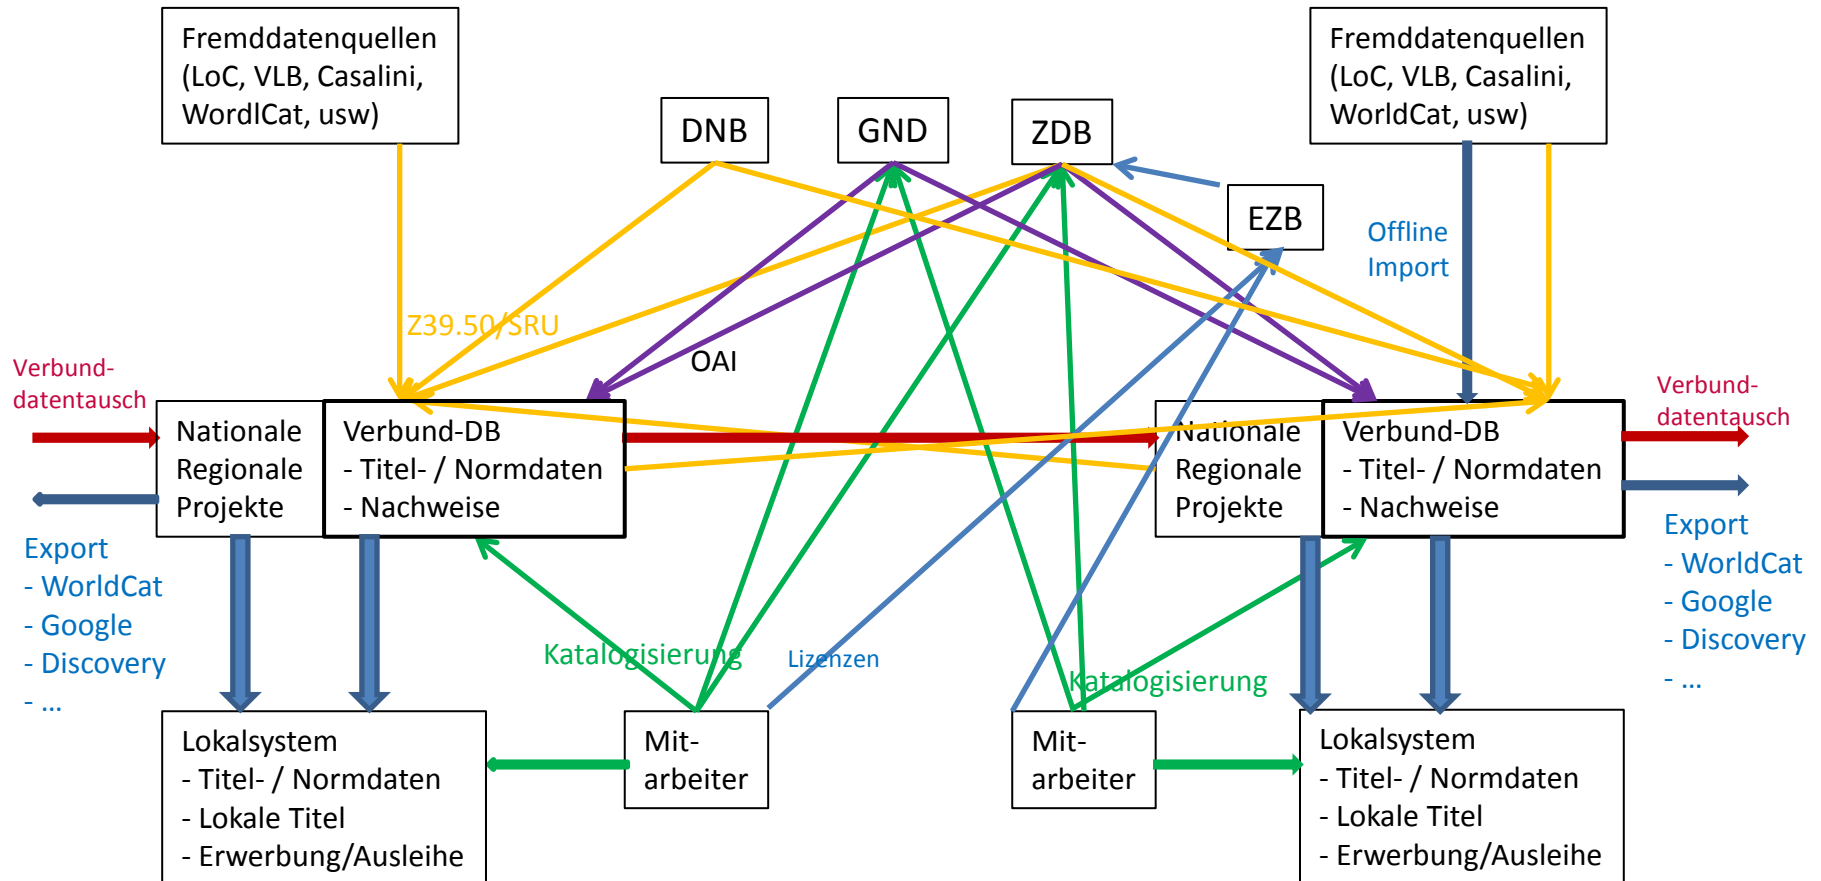 Fremddatenquellen
(LoC, VLB, Casalini,
WordlCat, usw)
DNB
GND
ZDB
Fremddatenquellen
(LoC, VLB, Casalini,
WorldCat, usw)
EZB
Offline
Import
Z39.50/SRU
OAI
Verbund-
datentausch
Nationale
Regionale
Projekte
Verbund-DB
- Titel- / Normdaten
- Nachweise
Nationale
Regionale
Projekte
Verbund-DB
- Titel- / Normdaten
- Nachweise
Verbund-
datentausch
Export
- WorldCat
- Google
- Discovery
- ...
Katalogisierung
Lizenzen
Katalogisierung
Export
- WorldCat
- Google
- Discovery
- ...
Lokalsystem
- Titel- / Normdaten
- Lokale Titel
- Erwerbung/Ausleihe
Mit-
arbeiter
Mit-
arbeiter
Lokalsystem
- Titel- / Normdaten
- Lokale Titel
- Erwerbung/Ausleihe